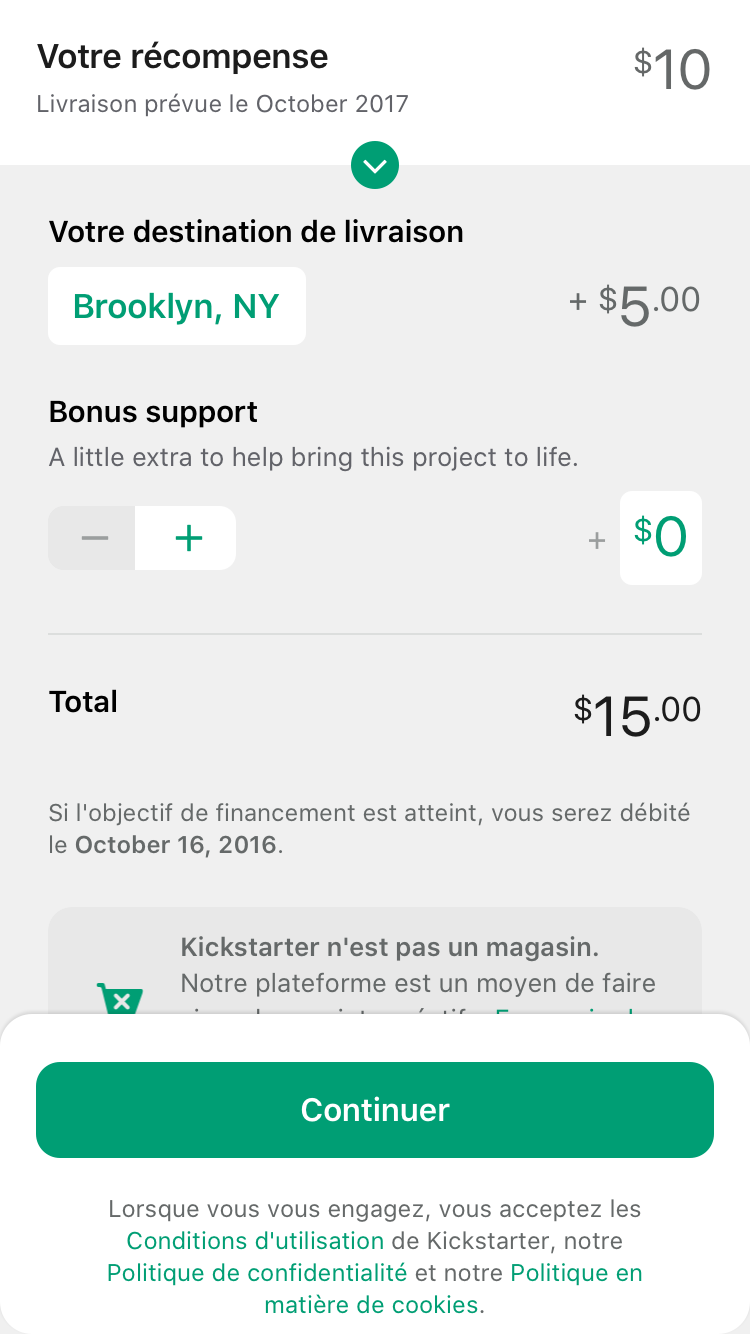 Votre récompense
$10
Livraison prévue le October 2017
Votre destination de livraison
Brooklyn, NY
+ $5.00
Bonus support
A little extra to help bring this project to life.
− +
+ $0
Total
$15.00
Si l'objectif de financement est atteint, vous serez débité
le October 16, 2016.
Kickstarter n'est pas un magasin.
Notre plateforme est un moyen de faire
Continuer
Lorsque vous vous engagez, vous acceptez les
Conditions d'utilisation de Kickstarter, notre
Politique de confidentialité et notre Politique en
matière de cookies.